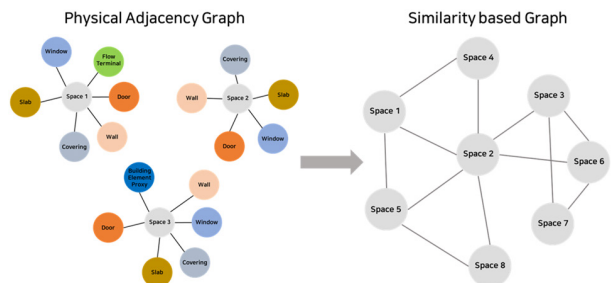 Physical Adjacency Graph
Window
Flow
Terminal
Slab
Space 1
Door
Wall
Covering
Covering
Wall
Space 2
Slab
Door
Window
Building
Element
Proxy
Wall
Door
Space 3
Window
Slab
Covering
Similarity based Graph
Space 4
Space 1
Space 3
Space 2
Space 6
Space 5
Space 7
Space 8